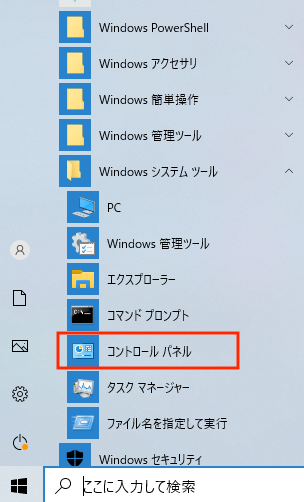 Windows PowerShell
Windows アクセサリ
Windows 簡単操作
Windows 管理ツール
Windows システム ツール
PC
Windows 管理ツール
エクスプローラー
コマンド プロンプト
コントロール パネル
タスク マネージャー
ファイル名を指定して実行
Windows セキュリティ
ここに入力して検索